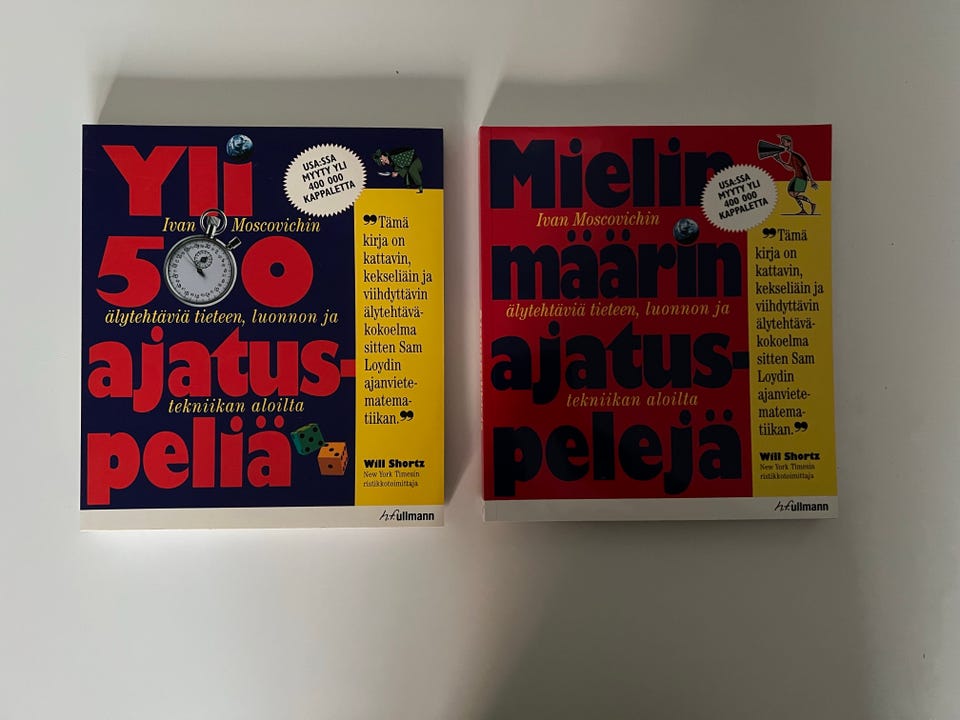 Yli
USA:SSA
MYYTY YLI
400 000
KAPPALETTA
Ivan Moscovichin
500
älytehtäviä tieteen, luonnon ja
ajatus-
tekniikan aloilta
peliä
"Tämä
kirja on
kattavin,
kekseliäin ja
viihdyttävin
älytehtävä-
kokoelma
sitten Sam
Loydin
ajanviete-
matema-
tiikan."
Will Shortz
New York Timesin
ristikkotoimittaja
h.f.ullmann
Mielin
USA:SSA
MYYTY YLI
400 000
KAPPALETTA
Ivan Moscovichin
määrin
älytehtäviä tieteen, luonnon ja
ajatus-
tekniikan aloilta
pelejä
"Tämä
kirja on
kattavin,
kekseliäin ja
viihdyttävin
älytehtävä-
kokoelma
sitten Sam
Loydin
ajanviete-
matema-
tiikan."
Will Shortz
New York Timesin
ristikkotoimittaja
h.f.ullmann